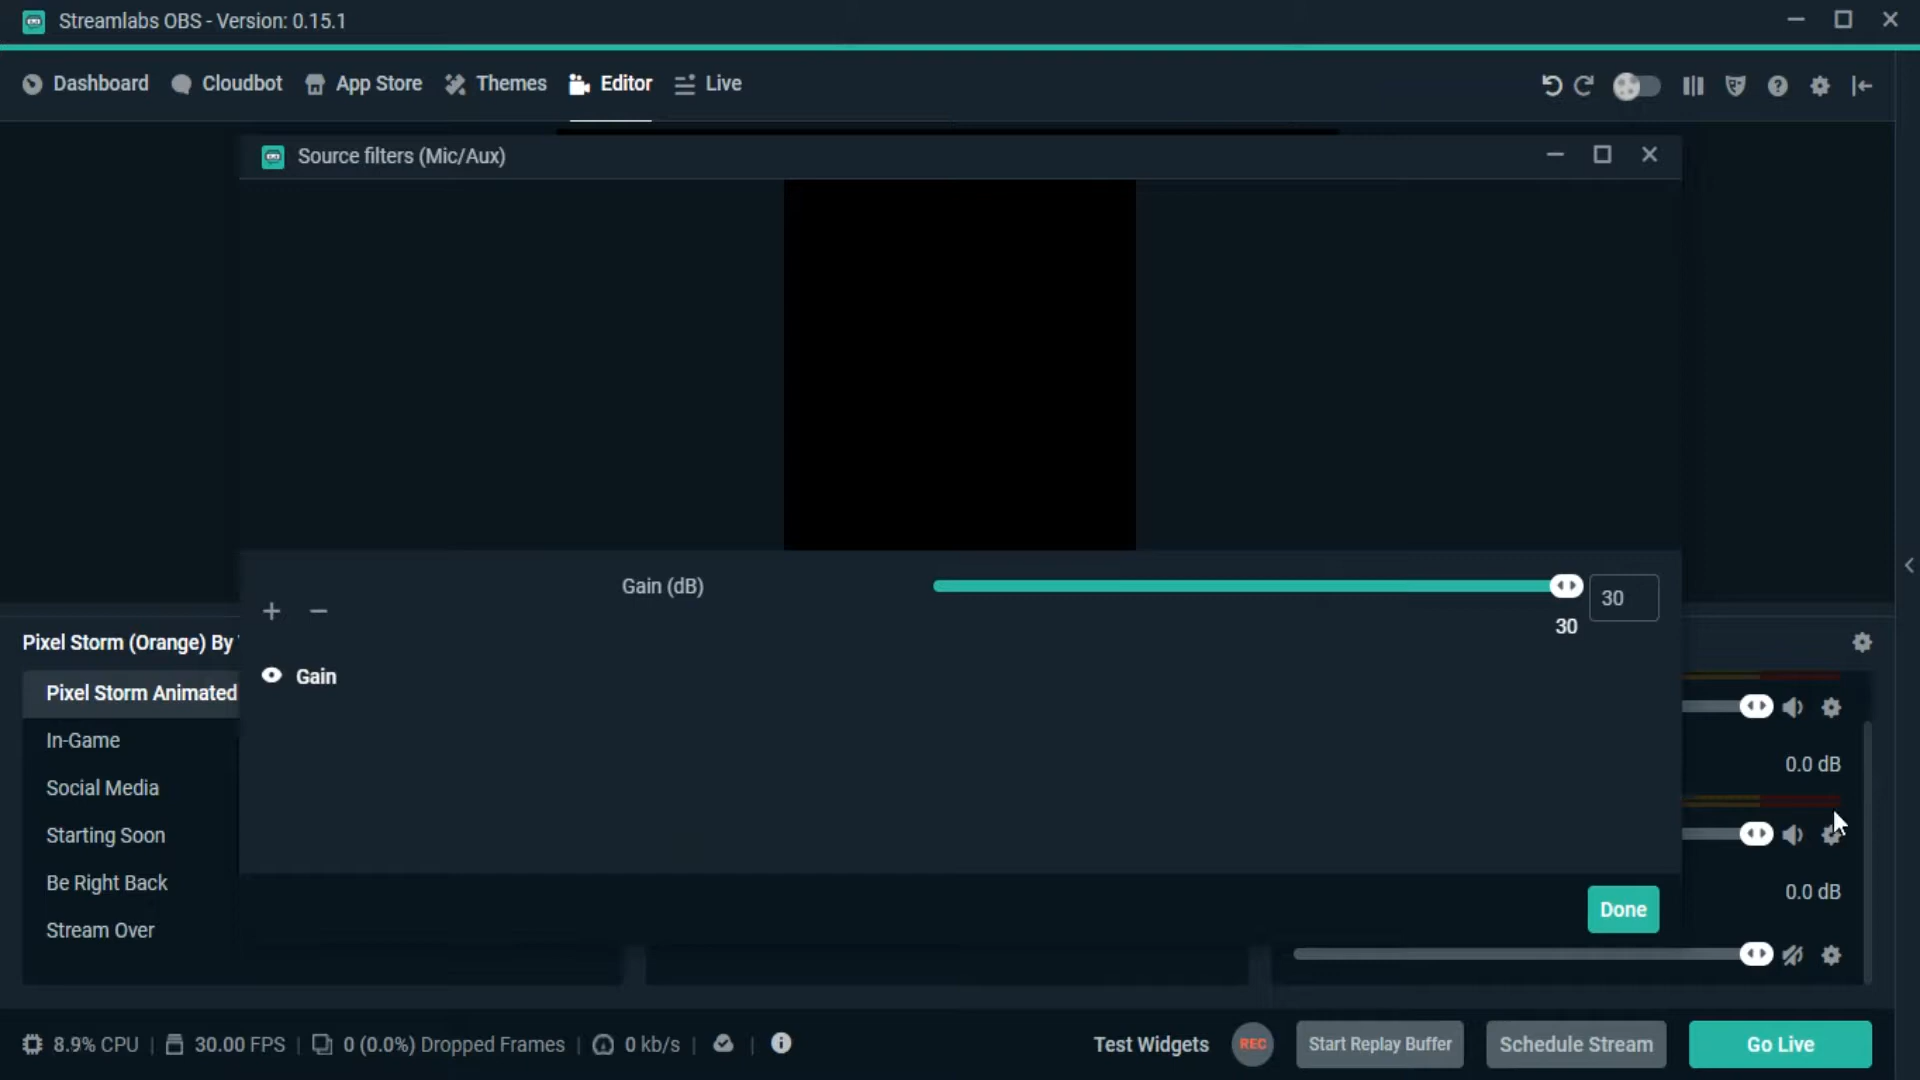 Streamlabs OBS - Version: 0.15.1
Dashboard Cloudbot App Store Themes Editor Live
Source filters (Mic/Aux)
Gain (dB)
30
30
Gain
Pixel Storm (Orange) By
Pixel Storm Animated
In-Game
Social Media
Starting Soon
Be Right Back
Stream Over
0.0 dB
0.0 dB
Done
8.9% CPU | 30.00 FPS | 0 (0.0%) Dropped Frames | 0 kb/s | |
Test Widgets REC Start Replay Buffer Schedule Stream Go Live